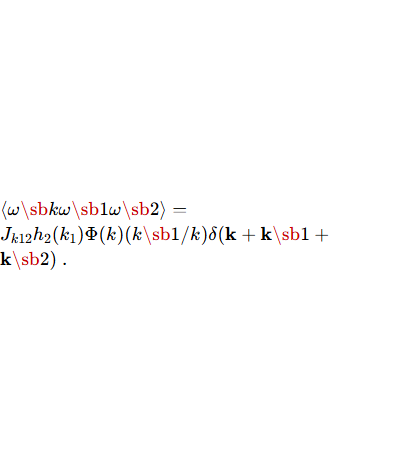 ⟨ω\sbkω\sb1ω\sb2⟩ =
J_{k12}h_2(k_1)Φ(k)(k\sb1/k)δ(𝐤 + 𝐤\sb1 +
𝐤\sb2) .